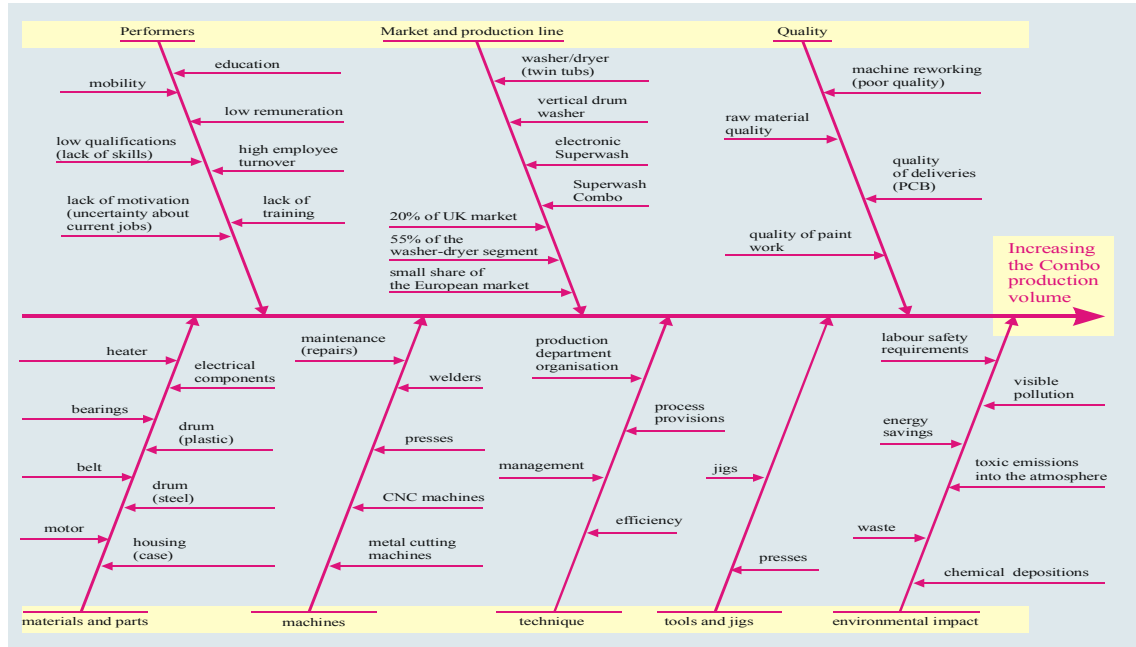 Performers
Market and production line
Quality
education
mobility
low remuneration
low qualifications
(lack of skills)
high employee
turnover
lack of motivation
(uncertainty about
current jobs)
lack of
training
washer/dryer
(twin tubs)
vertical drum
washer
electronic
Superwash
Superwash
Combo
20% of UK market
55% of the
washer-dryer segment
small share of
the European market
machine reworking
(poor quality)
raw material
quality
quality
of deliveries
(PCB)
quality of paint
work
Increasing
the Combo
production
volume
heater
electrical
components
bearings
drum
(plastic)
belt
drum
(steel)
motor
housing
(case)
maintenance
(repairs)
welders
presses
CNC machines
metal cutting
machines
production
department
organisation
process
provisions
management
efficiency
jigs
presses
labour safety
requirements
visible
pollution
energy
savings
toxic emissions
into the atmosphere
waste
chemical depositions
materials and parts
machines
technique
tools and jigs
environmental impact